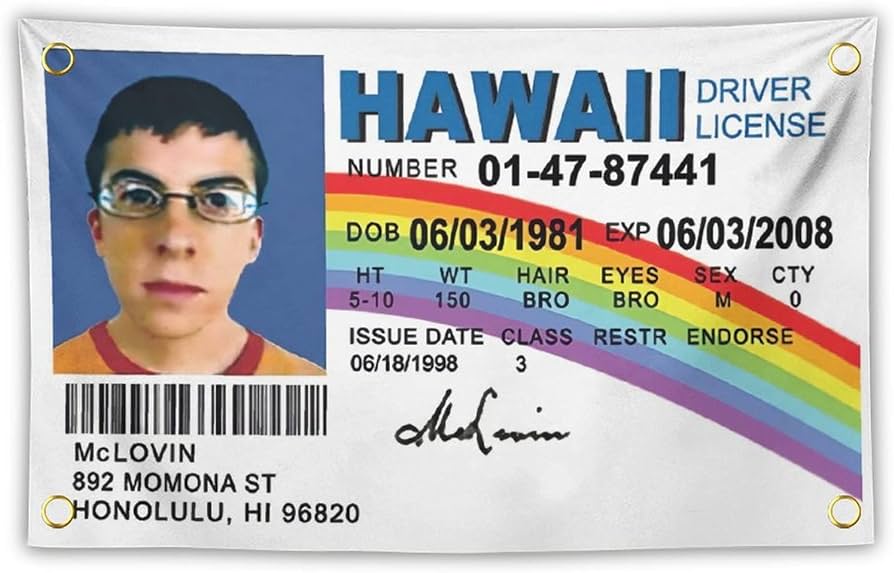 HAWAII DRIVER LICENSE
NUMBER 01-47-87441
DOB 06/03/1981 EXP 06/03/2008
HT WT HAIR EYES SEX CTY
5-10 150 BRO BRO M 0
ISSUE DATE CLASS RESTR ENDORSE
06/18/1998 3
McLovin
McLOVIN
892 MOMONA ST
HONOLULU, HI 96820